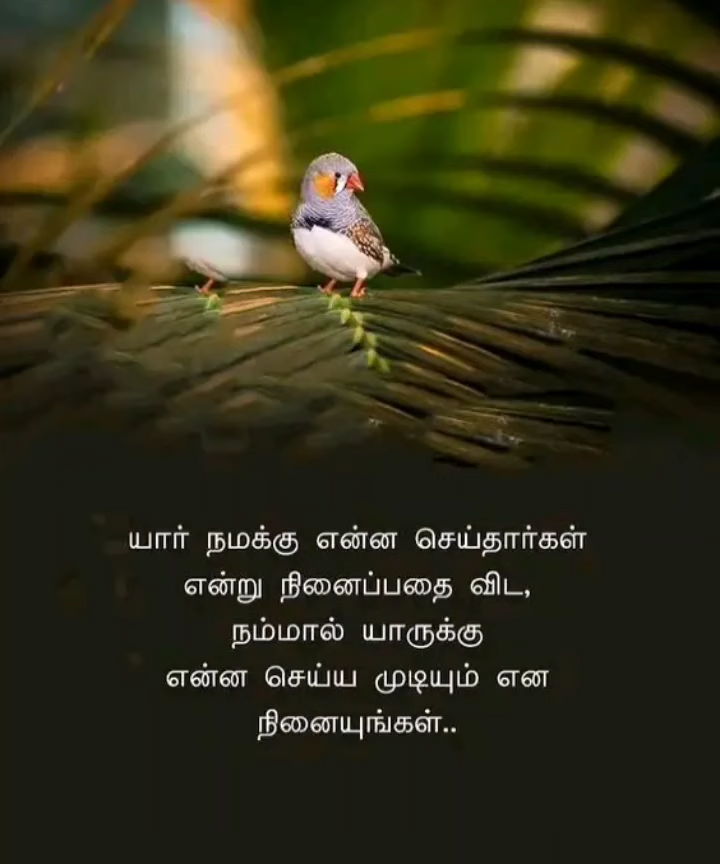 யார் நமக்கு என்ன செய்தார்கள்
என்று நினைப்பதை விட,
நம்மால் யாருக்கு
என்ன செய்ய முடியும் என
நினையுங்கள்..